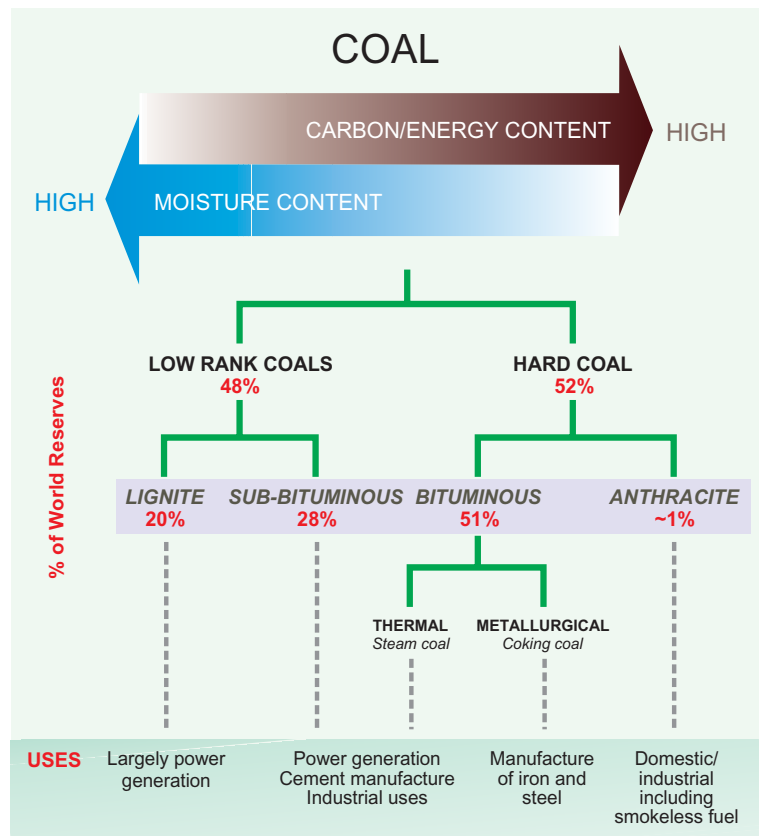 COAL
CARBON/ENERGY CONTENT
HIGH
HIGH
MOISTURE CONTENT
% of World Reserves
LOW RANK COALS
48%
HARD COAL
52%
LIGNITE
20%
SUB-BITUMINOUS
28%
BITUMINOUS
51%
ANTHRACITE
~1%
THERMAL
Steam coal
METALLURGICAL
Coking coal
USES
Largely power
generation
Power generation
Cement manufacture
Industrial uses
Manufacture
of iron and
steel
Domestic/
industrial
including
smokeless fuel